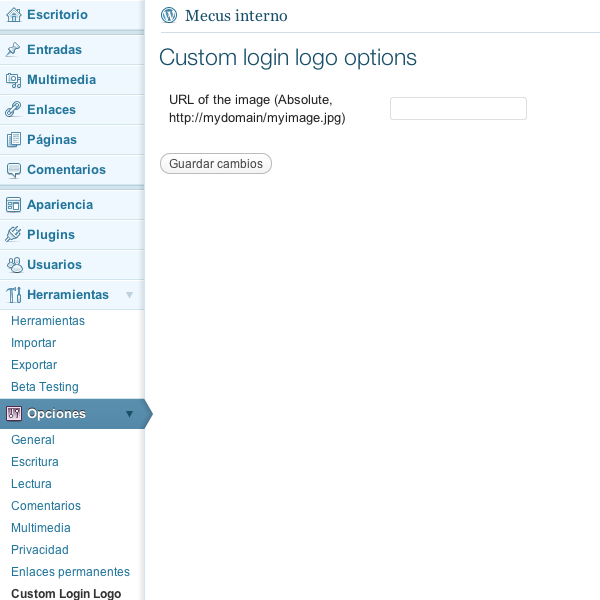 Escritorio
Entradas
Multimedia
Enlaces
Páginas
Comentarios
Apariencia
Plugins
Usuarios
Herramientas
Herramientas
Importar
Exportar
Beta Testing
Opciones
General
Escritura
Lectura
Comentarios
Multimedia
Privacidad
Enlaces permanentes
Custom Login Logo
Mecus interno
Custom login logo options
URL of the image (Absolute,
http://mydomain/myimage.jpg)
Guardar cambios